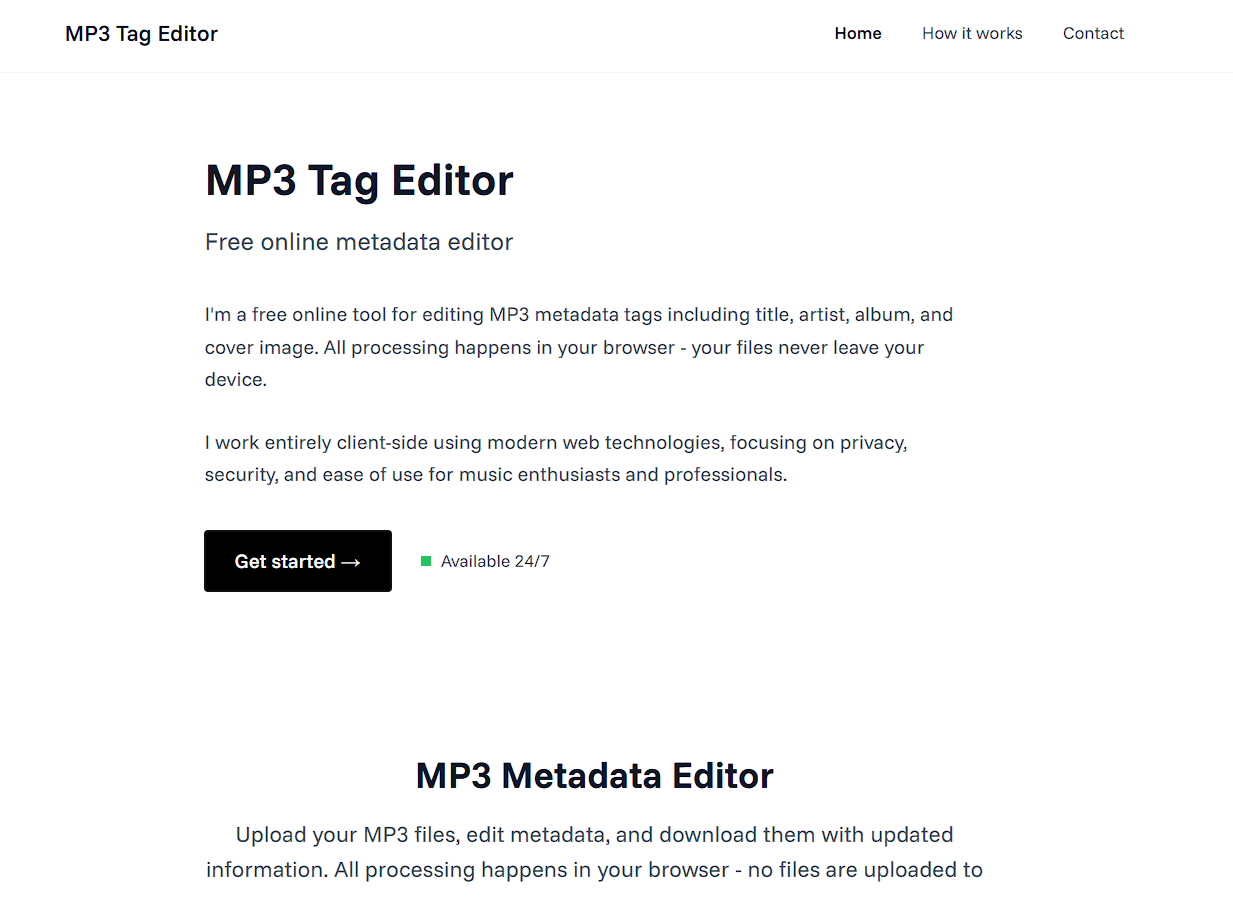 MP3 Tag Editor
Home
How it works
Contact
MP3 Tag Editor
Free online metadata editor
I'm a free online tool for editing MP3 metadata tags including title, artist, album, and
cover image. All processing happens in your browser - your files never leave your
device.
I work entirely client-side using modern web technologies, focusing on privacy,
security, and ease of use for music enthusiasts and professionals.
Get started →
Available 24/7
MP3 Metadata Editor
Upload your MP3 files, edit metadata, and download them with updated
information. All processing happens in your browser - no files are uploaded to